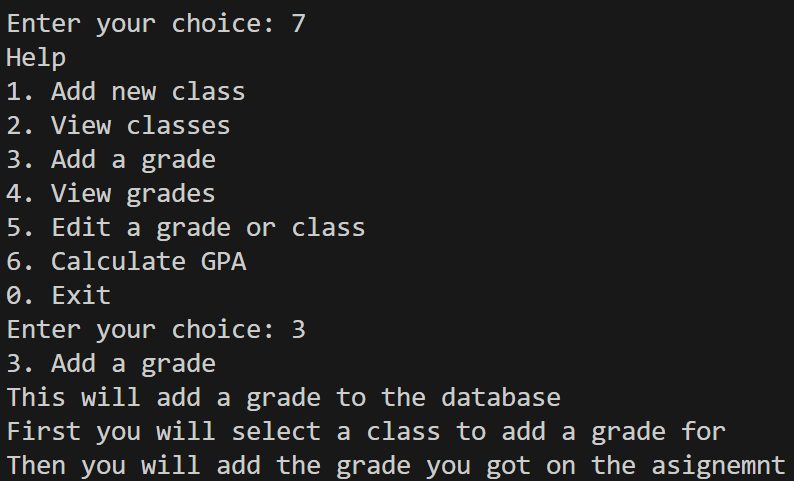 Enter your choice: 7
Help
1. Add new class
2. View classes
3. Add a grade
4. View grades
5. Edit a grade or class
6. Calculate GPA
0. Exit
Enter your choice: 3
3. Add a grade
This will add a grade to the database
First you will select a class to add a grade for
Then you will add the grade you got on the asignemnt